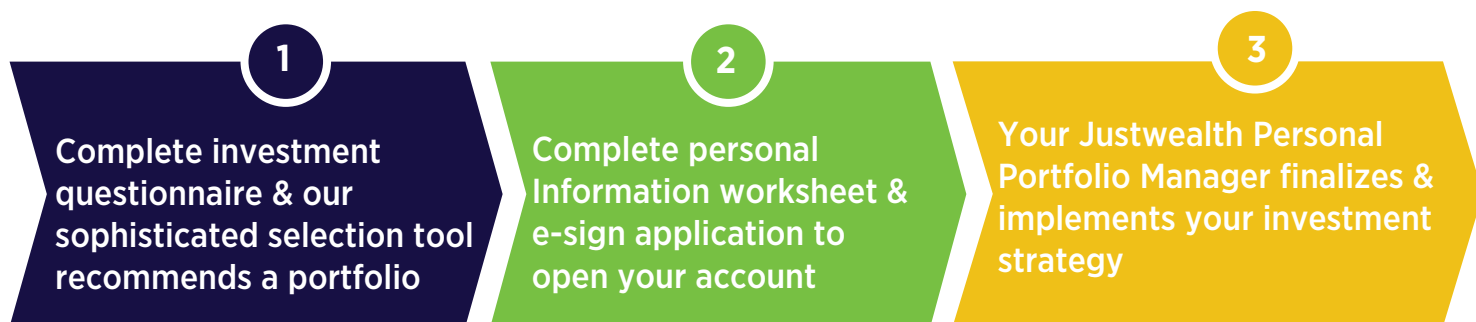 1
Complete investment
questionnaire & our
sophisticated selection tool
recommends a portfolio
2
Complete personal
Information worksheet &
e-sign application to
open your account
3
Your Justwealth Personal
Portfolio Manager finalizes &
implements your investment
strategy